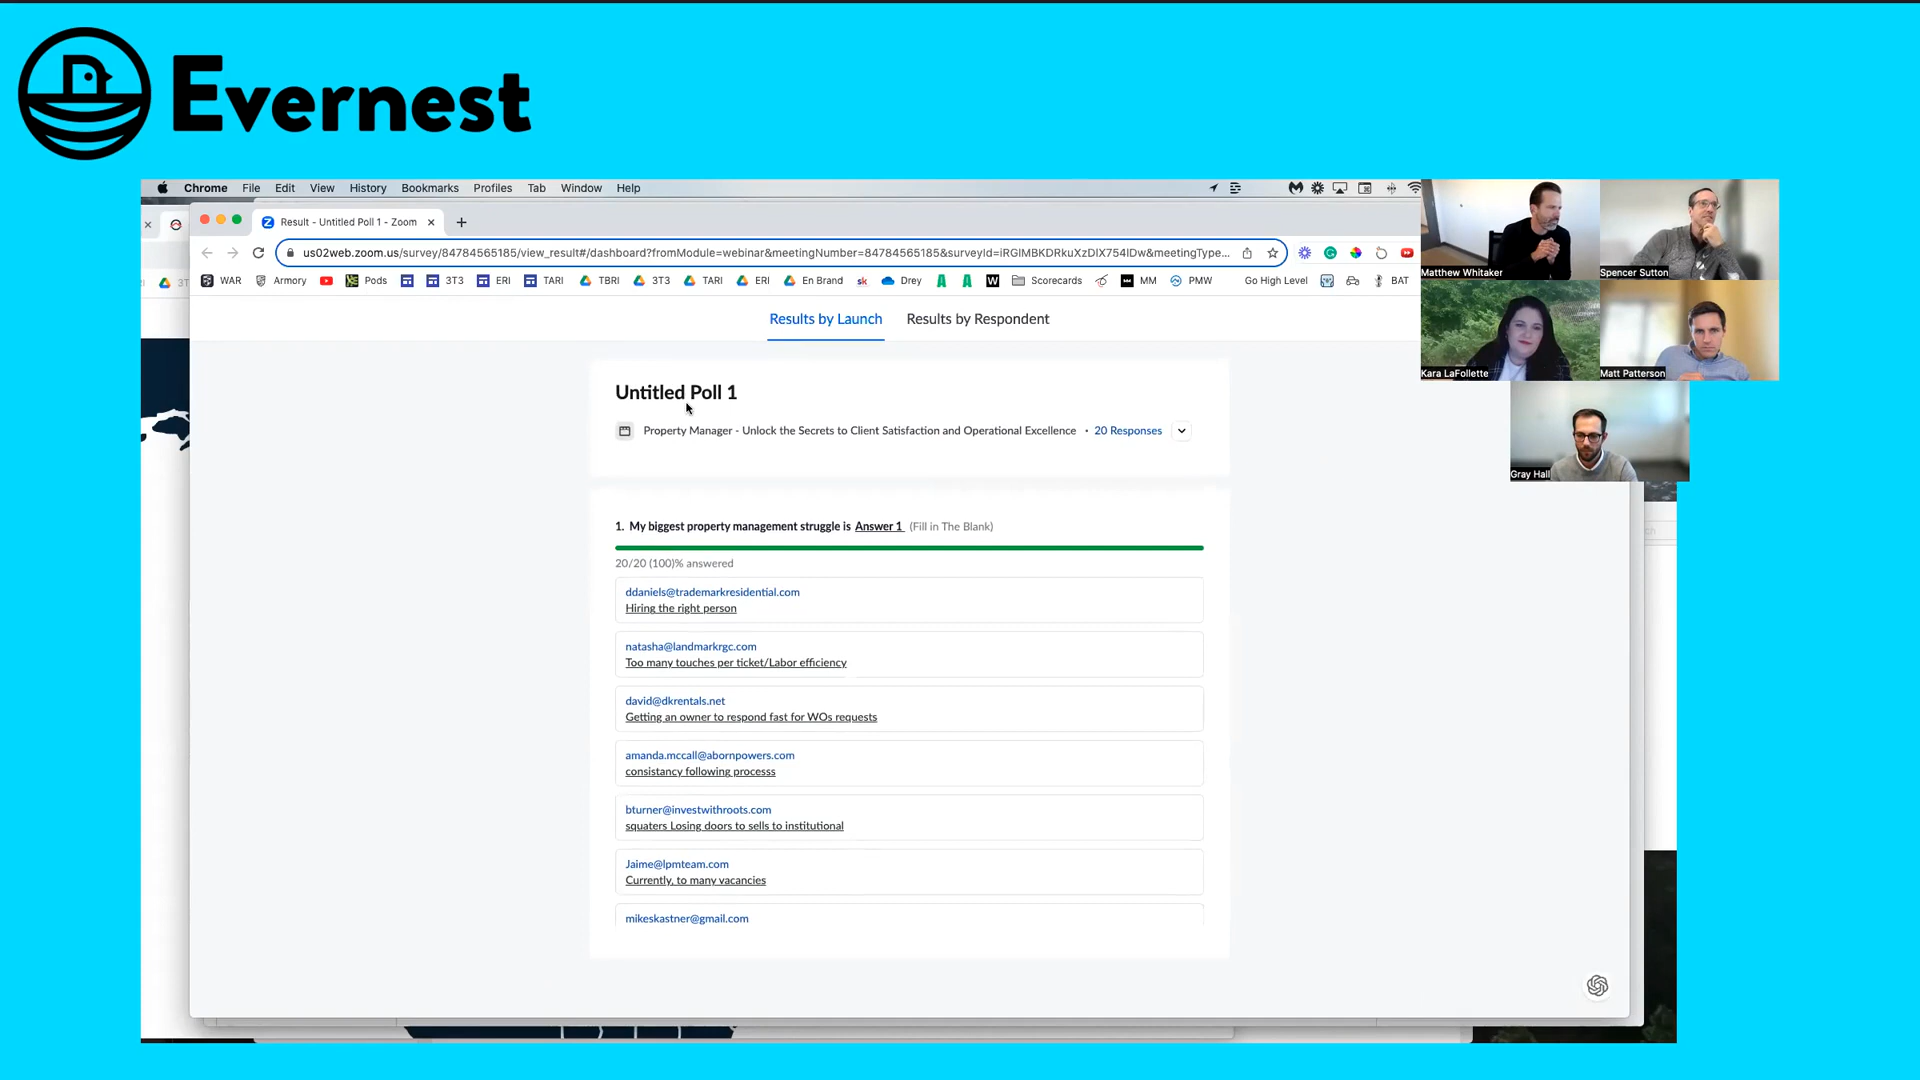 Evernest
Chrome File Edit View History Bookmarks Profiles Tab Window Help
Result - Untitled Poll 1 - Zoom
us02web.zoom.us/survey/84784565185/view_result#/dashboard?fromModule=webinar&meetingNumber=84784565185&surveyId=iRGlMBKDRkuXzDlX754lDw&meetingType...
WAR Armory Pods 3T3 ERI TARI TBRI 3T3 TARI ERI En Brand sk Drey W Scorecards MM PMW Go High Level BAT
Results by Launch Results by Respondent
Matthew Whitaker Spencer Sutton
Kara LaFollette Matt Patterson
Gray Hall
Untitled Poll 1
Property Manager - Unlock the Secrets to Client Satisfaction and Operational Excellence • 20 Responses
1. My biggest property management struggle is Answer 1 (Fill in The Blank)
20/20 (100)% answered
ddaniels@trademarkresidential.com
Hiring the right person
natasha@landmarkrgc.com
Too many touches per ticket/Labor efficiency
david@dkrentals.net
Getting an owner to respond fast for WOs requests
amanda.mccall@abornpowers.com
consistancy following processs
bturner@investwithroots.com
squaters Losing doors to sells to institutional
Jaime@lpmteam.com
Currently, to many vacancies
mikeskastner@gmail.com